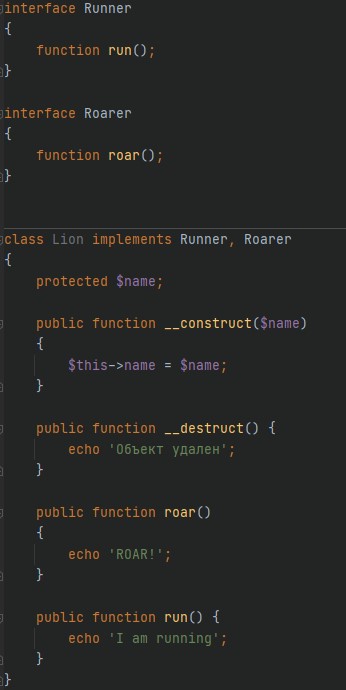 interface Runner
{
    function run();
}
interface Roarer
{
    function roar();
}
class Lion implements Runner, Roarer
{
    protected $name;
    public function __construct($name)
    {
        $this->name = $name;
    }
    public function __destruct() {
        echo 'Объект удален';
    }
    public function roar()
    {
        echo 'ROAR!';
    }
    public function run() {
        echo 'I am running';
    }
}